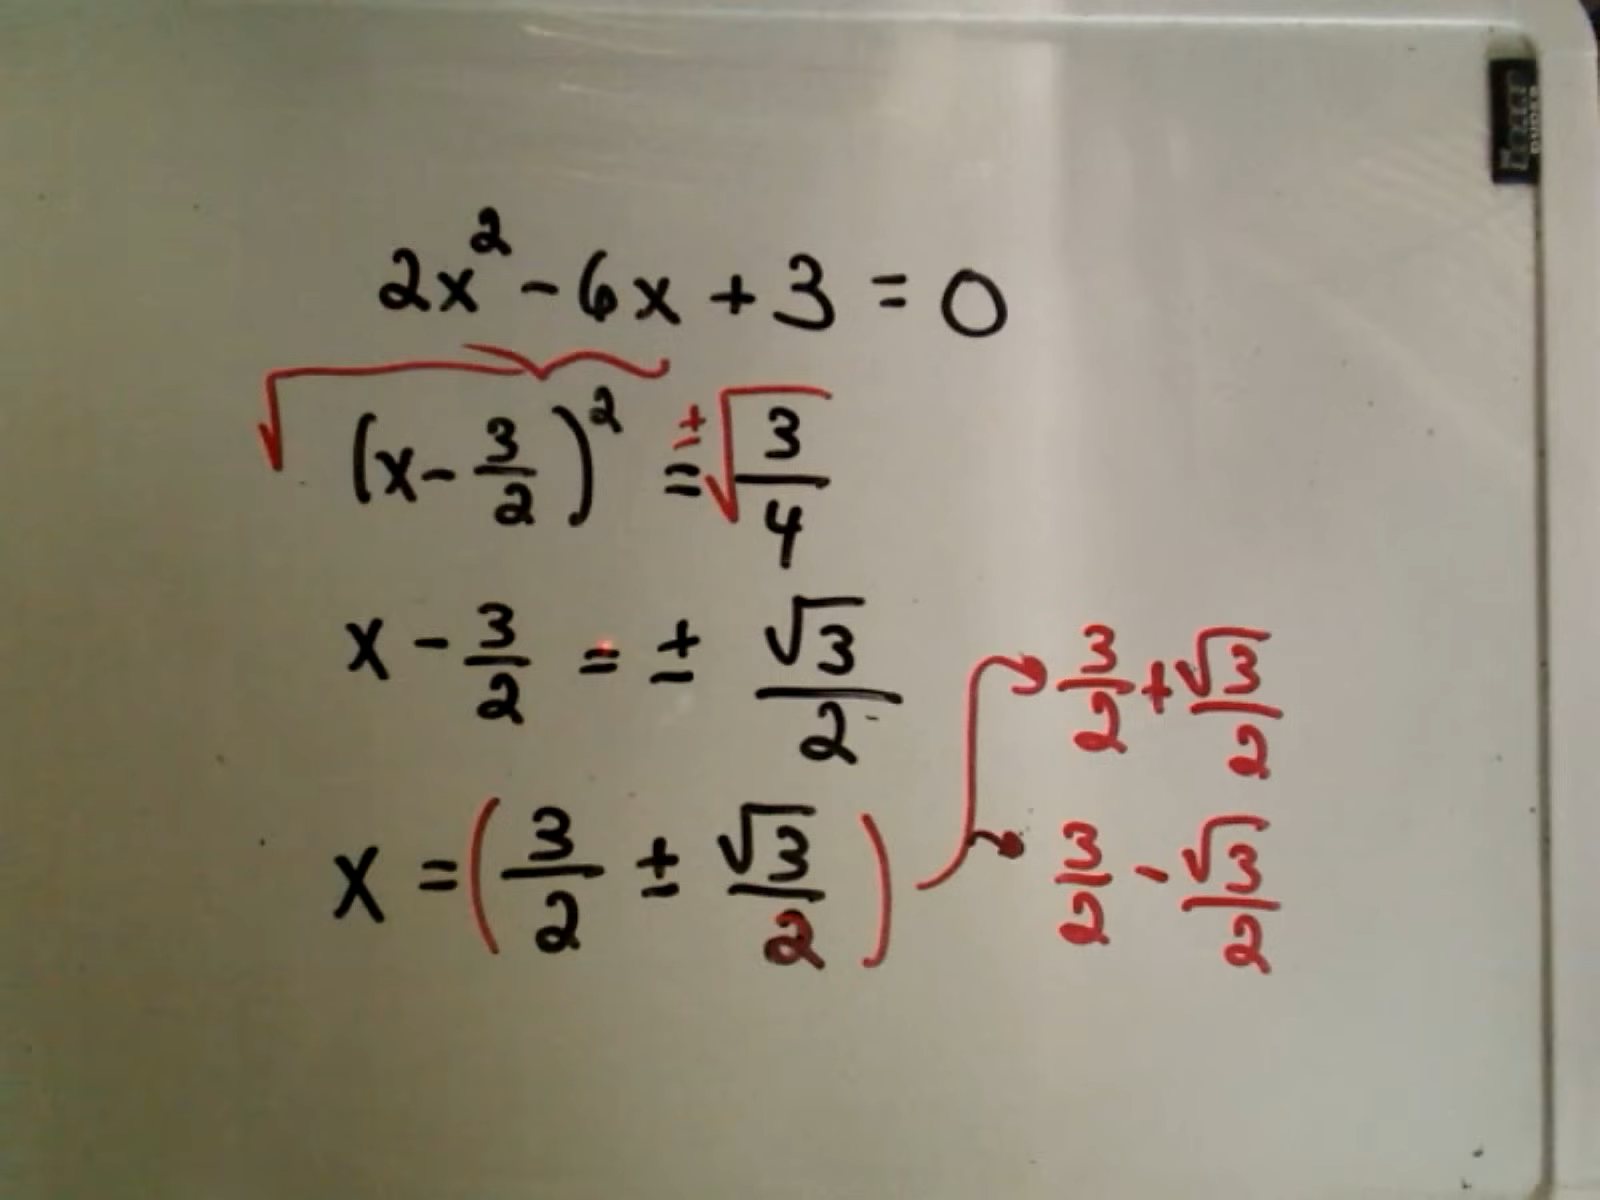 2x² - 6x + 3 = 0
(x - 3/2)² = ±√(3/4)
x - 3/2 = ± √3/2
x = (3/2 ± √3/2)
3/2 + √3/2
3/2 - √3/2